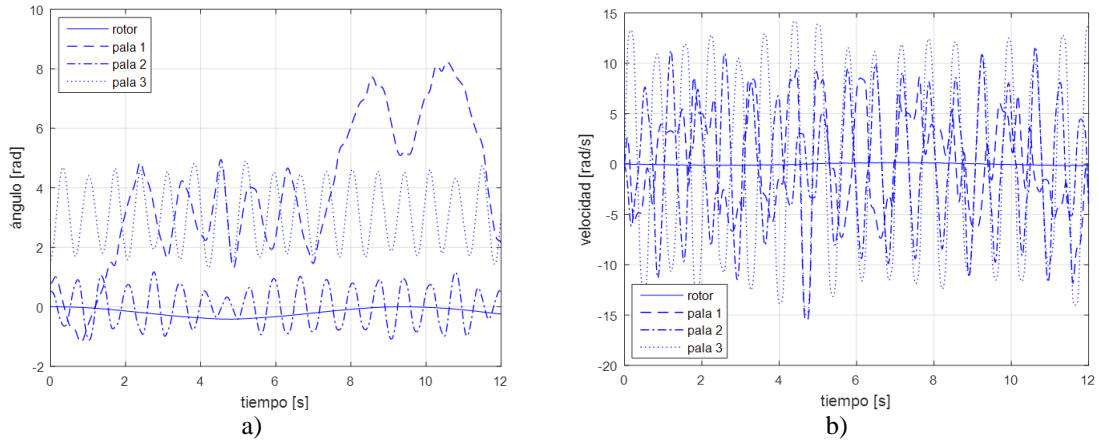 10
8
6
4
2
0
-2
ángulo [rad]
rotor
pala 1
pala 2
pala 3
0 2 4 6 8 10 12
tiempo [s]
a)
15
10
5
0
-5
-10
-15
-20
velocidad [rad/s]
rotor
pala 1
pala 2
pala 3
0 2 4 6 8 10 12
tiempo [s]
b)